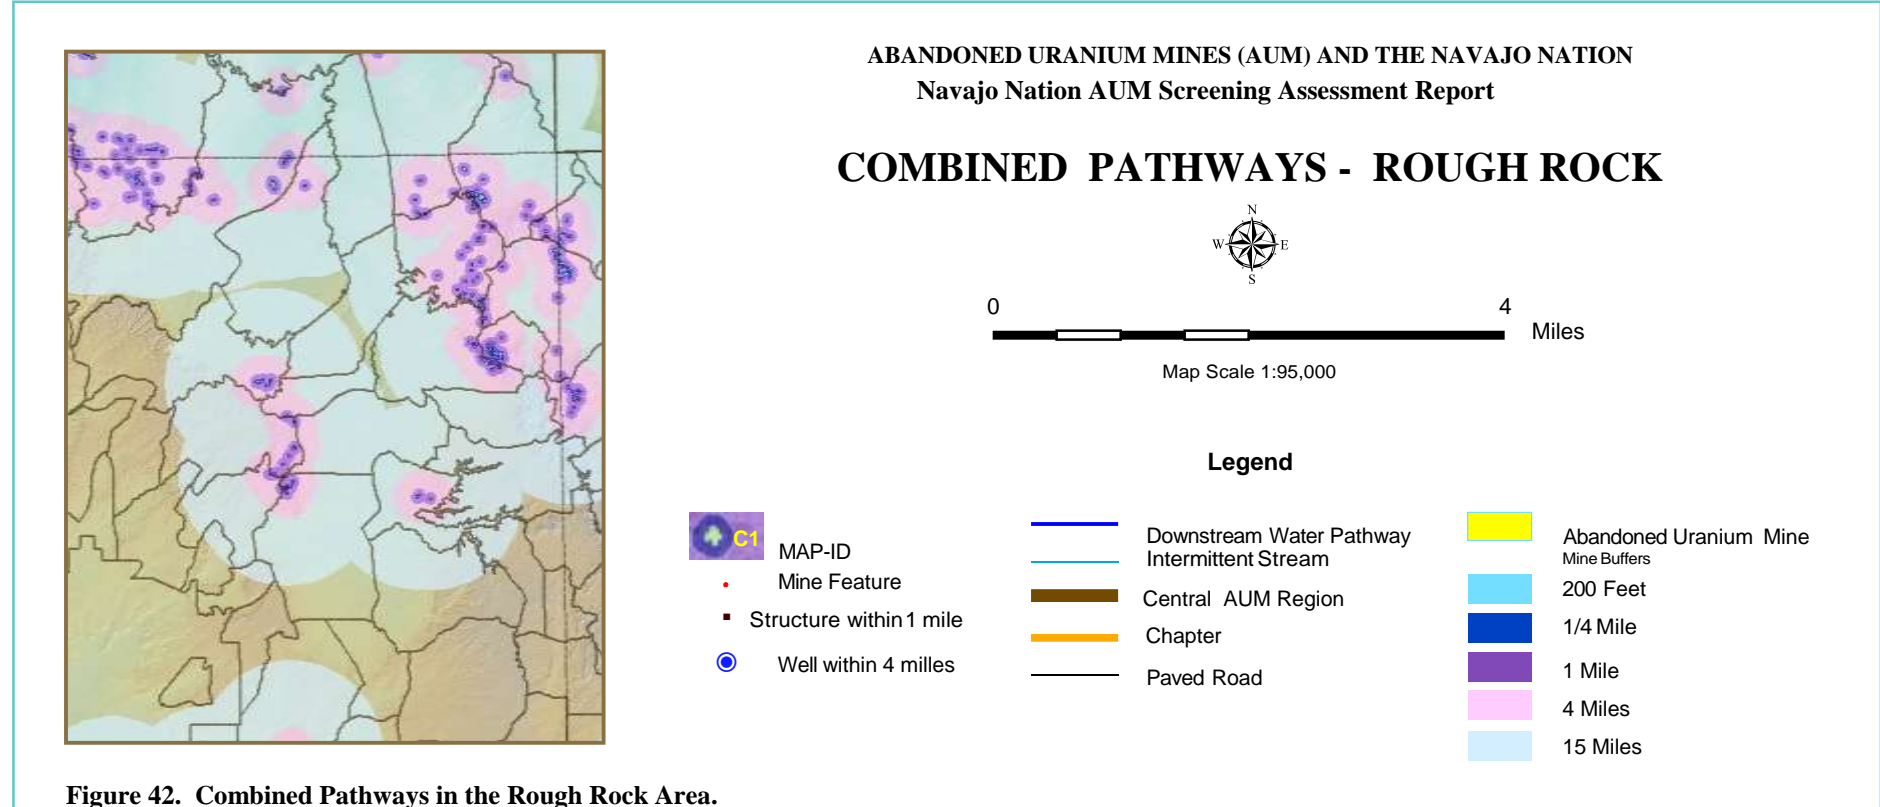 ABANDONED URANIUM MINES (AUM) AND THE NAVAJO NATION
Navajo Nation AUM Screening Assessment Report
COMBINED PATHWAYS - ROUGH ROCK
N
W E
S
0 4
Miles
Map Scale 1:95,000
Legend
C1 MAP-ID
Mine Feature
Structure within 1 mile
Well within 4 milles
Downstream Water Pathway
Intermittent Stream
Central AUM Region
Chapter
Paved Road
Abandoned Uranium Mine
Mine Buffers
200 Feet
1/4 Mile
1 Mile
4 Miles
15 Miles
Figure 42. Combined Pathways in the Rough Rock Area.